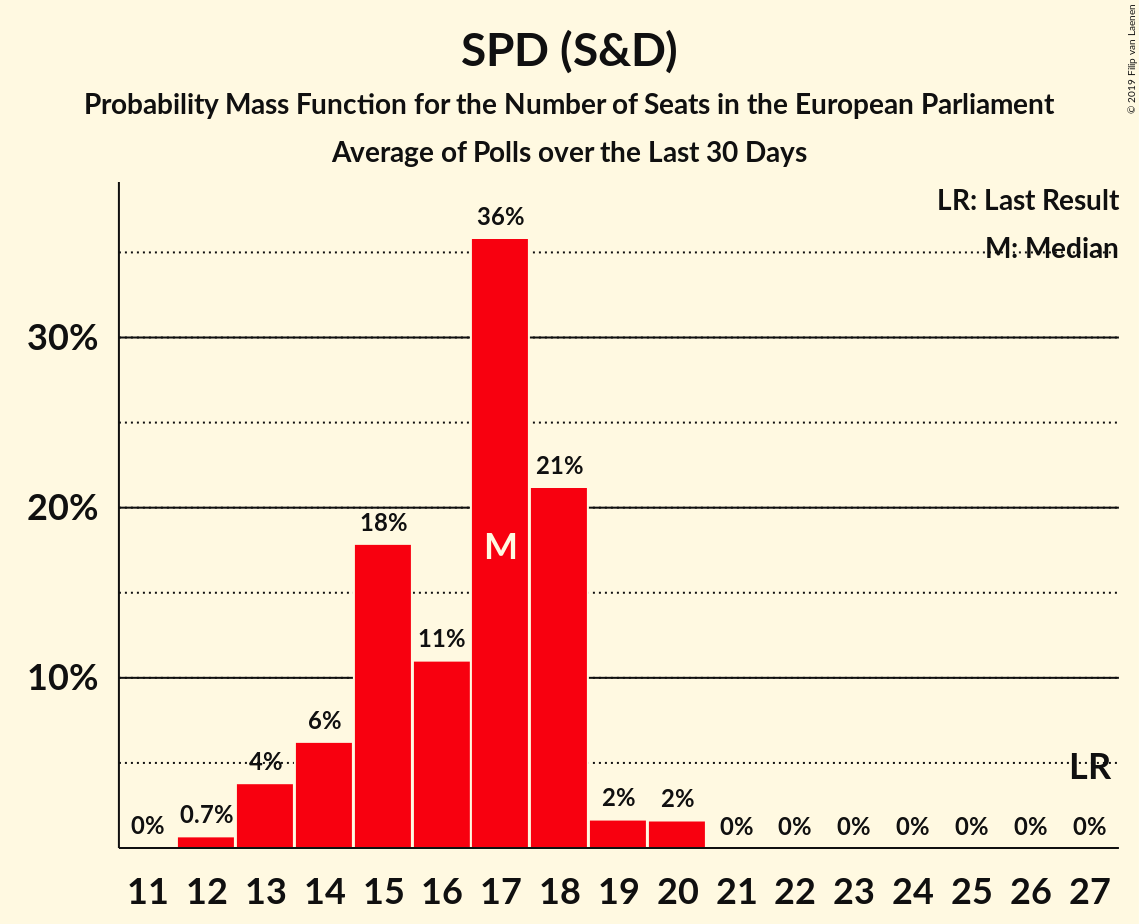 SPD (S&D)
Probability Mass Function for the Number of Seats in the European Parliament
Average of Polls over the Last 30 Days
© 2019 Filip van Laenen
LR: Last Result
M: Median
36%
30%
21%
20%
18%
M
11%
10%
6%
4%
LR
0%
0.7%
2%
2%
0%
0%
0%
0%
0%
0%
0%
11 12 13 14 15 16 17 18 19 20 21 22 23 24 25 26 27